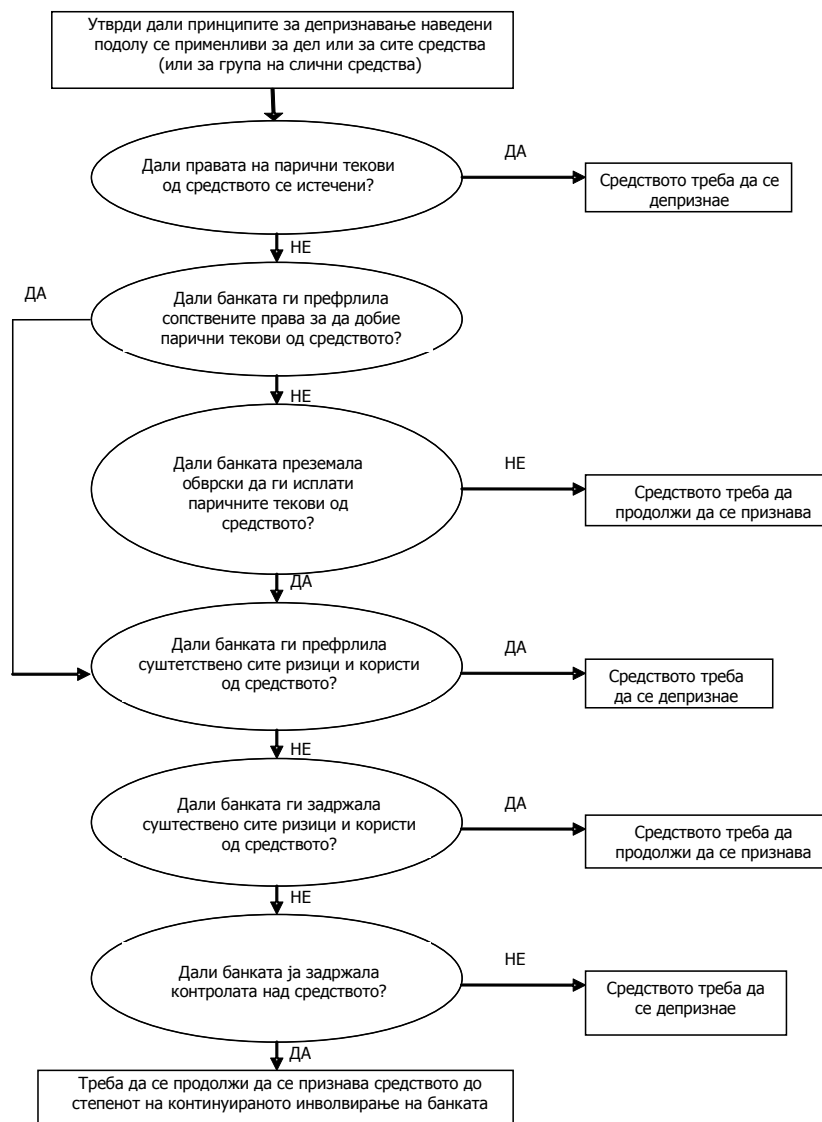 Утврди дали принципите за депризнавање наведени
подолу се применливи за дел или за сите средства
(или за група на слични средства)
Дали правата на парични текови
од средството се истечени?
ДА
Средството треба да се
депризнае
НЕ
ДА
Дали банката ги префрлила
сопствените права за да добие
парични текови од средството?
НЕ
Дали банката преземала
обврски да ги исплати
паричните текови од
средството?
НЕ
Средството треба да
продолжи да се признава
ДА
Дали банката ги префрлила
суштетствено сите ризици и користи
од средството?
ДА
Средството треба
да се депризнае
НЕ
Дали банката ги задржала
суштествено сите ризици и користи
од средството?
ДА
Средството треба да
продолжи да се признава
НЕ
Дали банката ја задржала
контролата над средството?
НЕ
Средството треба да
се депризнае
ДА
Треба да се продолжи да се признава средството до
степенот на континуираното инволвирање на банката